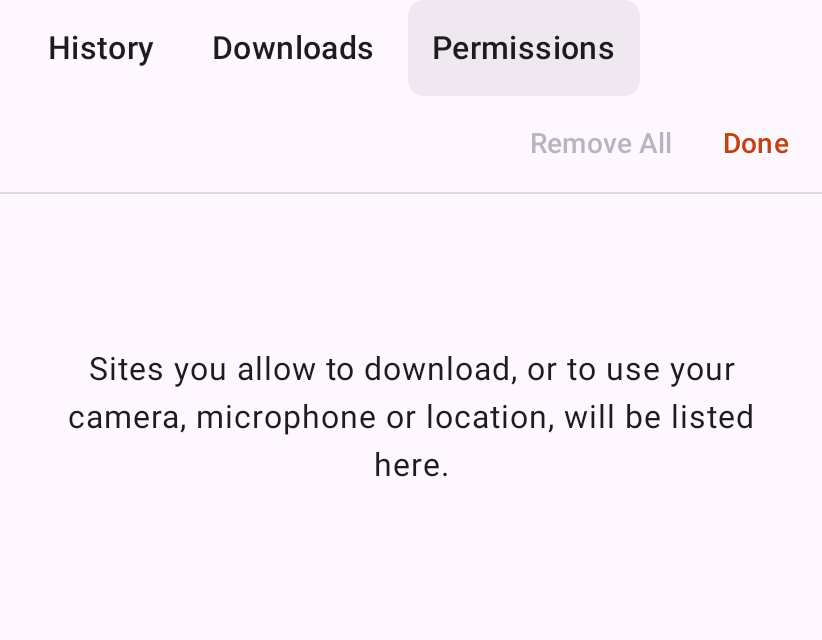 History Downloads Permissions
Remove All Done
Sites you allow to download, or to use your
camera, microphone or location, will be listed
here.